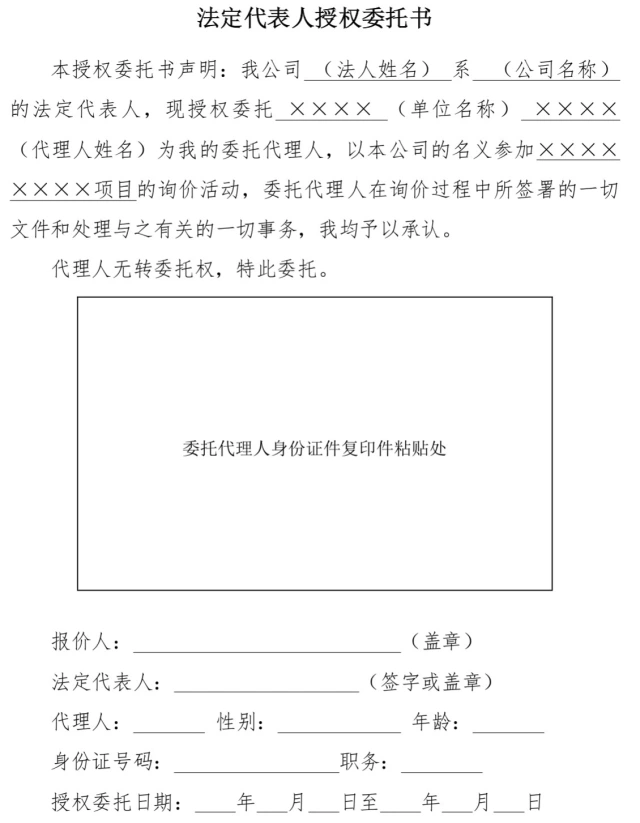 法定代表人授权委托书
本授权委托书声明：我公司 （法人姓名） 系 （公司名称）
的法定代表人，现授权委托 ×××× （单位名称） ××××
（代理人姓名）为我的委托代理人，以本公司的名义参加××××
××××项目的询价活动，委托代理人在询价过程中所签署的一切
文件和处理与之有关的一切事务，我均予以承认。
代理人无转委托权，特此委托。
委托代理人身份证件复印件粘贴处
报价人：__________________________（盖章）
法定代表人：__________________（签字或盖章）
代理人：_______ 性别：____________ 年龄：_______
身份证号码：________________职务：________
授权委托日期：____年___月___日至____年___月___日